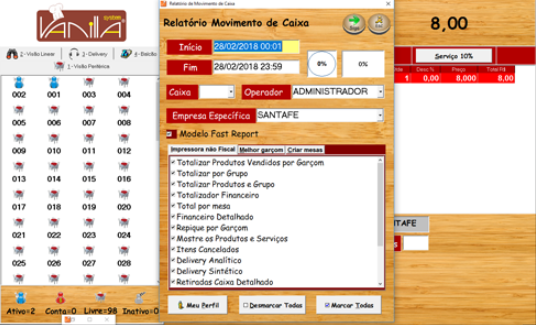 Relatório Movimento de Caixa
Vanilla
system
Relatório Movimento de Caixa
8,00
Início
28/02/2018 00:01
Fim
28/02/2018 23:59
0%
0%
1 - Visão Linear
2 - Delivery
4 - Balcão
1 - Visão Periférica
Serviço 10%
Desc %
Preço
Total R$
1
0,00
8,000
8,00
Caixa
Operador
ADMINISTRADOR
Empresa Específica
SANTAFE
Modelo Fast Report
Impressora não Fiscal
Melhor garçom
Criar mesas
Totalizar Produtos Vendidos por Garçom
Totalizar por Grupo
Totalizar Produtos e Grupo
Totalizador Financeiro
Total por mesa
Financeiro Detalhado
Repique por Garçom
Mostre os Produtos e Serviços
Itens Cancelados
Delivery Analítico
Delivery Sintético
Retiradas Caixa Detalhado
002 001 003 004
005 006 007 008
009 010 011 012
013 014 015 016
017 018 019 020
021 022 023 024
025 026 027 028
TAFE
Meu Perfil
Desmarcar Todas
Marcar Todas
Ativo=2
Conta=0
Livre=98
Inativo=0